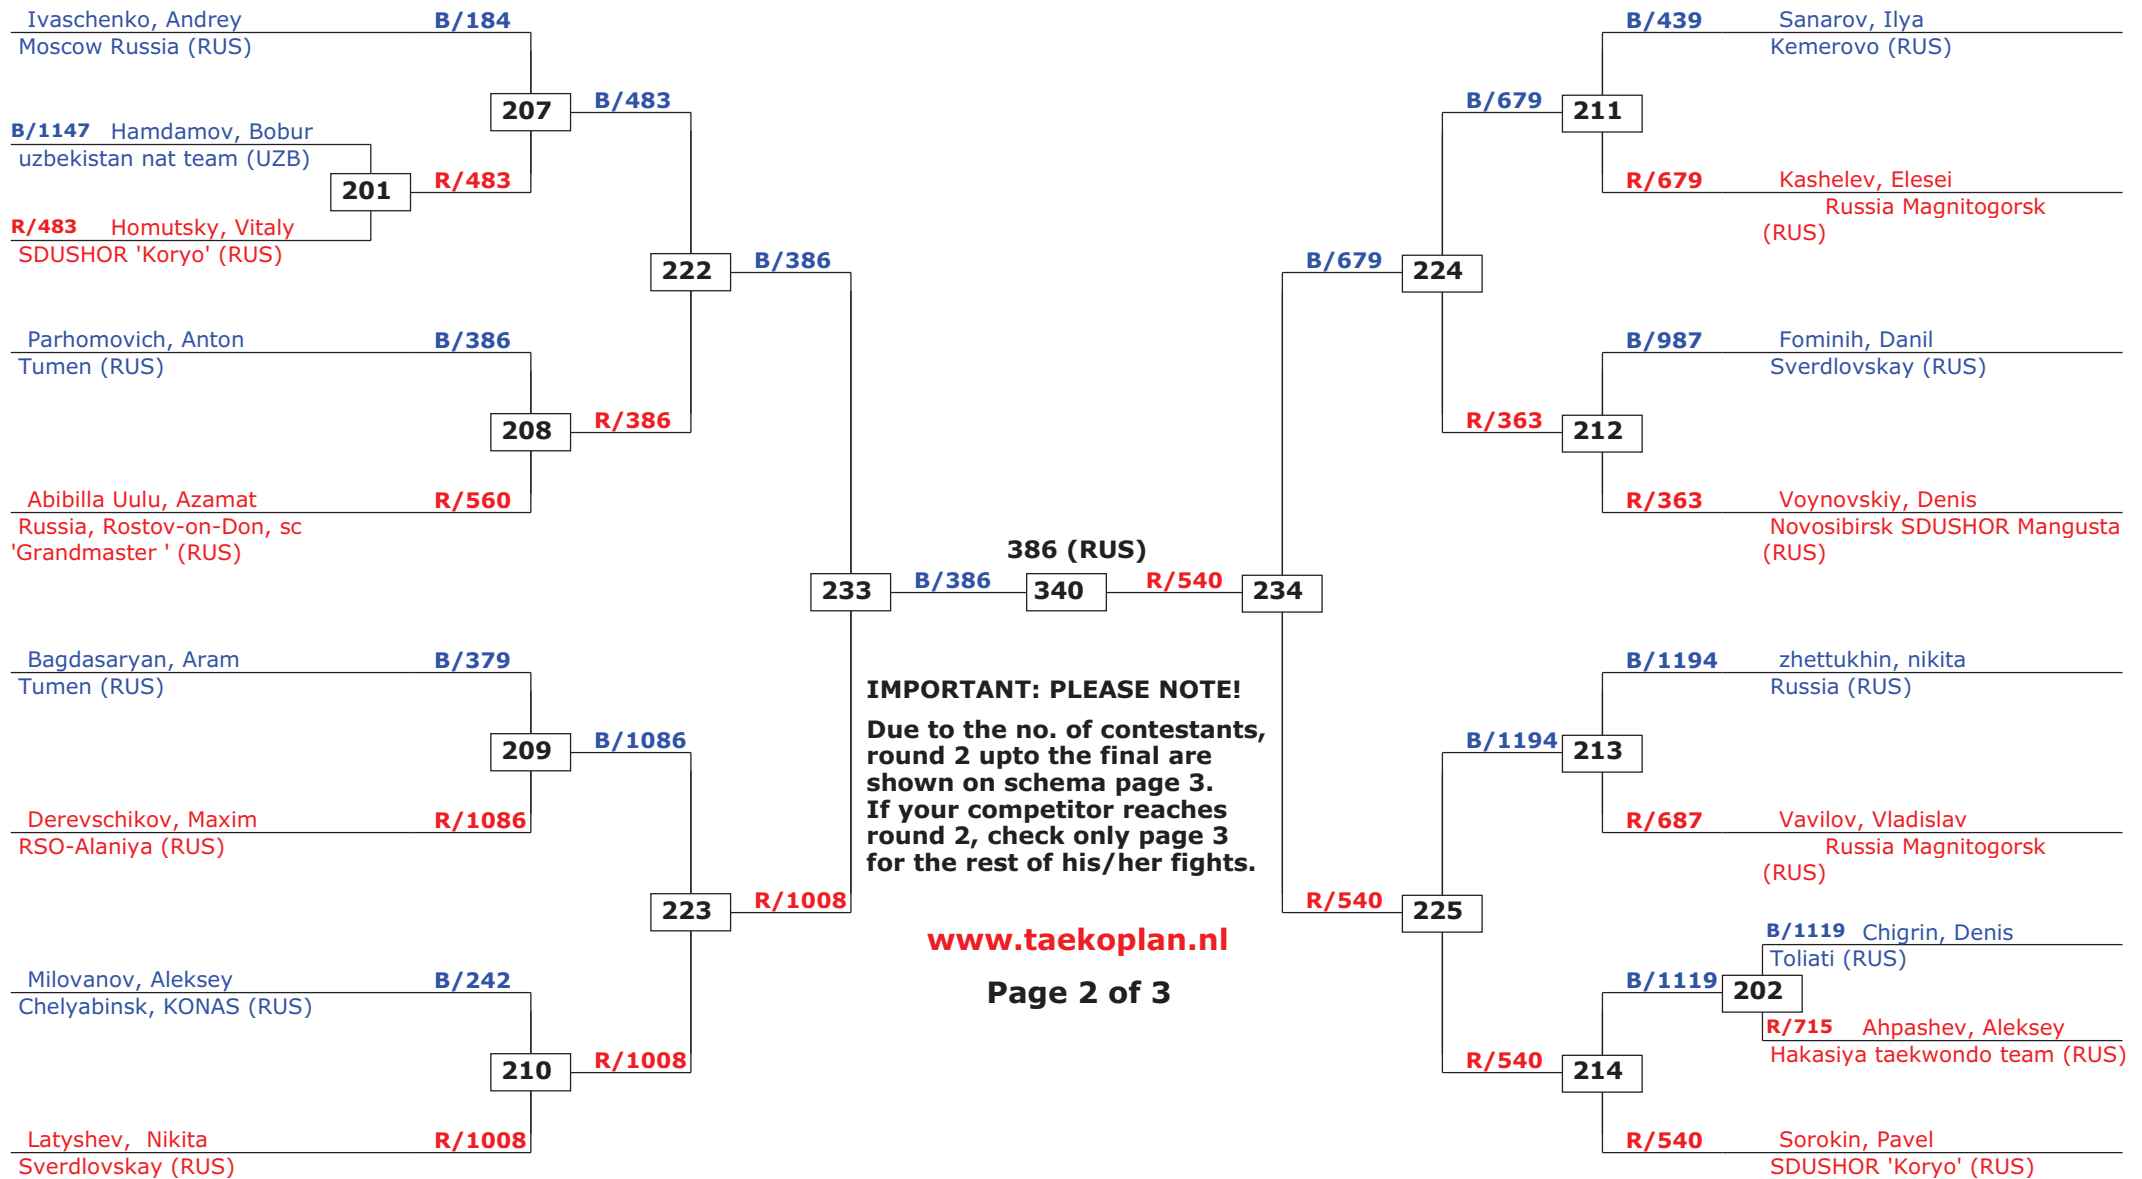 Ivaschenko, Andrey B/184
Moscow Russia (RUS)
207
B/483
B/1147 Hamdamov, Bobur
uzbekistan nat team (UZB)
201
R/483
R/483 Homutsky, Vitaly
SDUSHOR 'Koryo' (RUS)
222
B/386
Parhomovich, Anton B/386
Tumen (RUS)
208
R/386
Abibilla Uulu, Azamat R/560
Russia, Rostov-on-Don, sc
'Grandmaster ' (RUS)
233
B/386
Bagdasaryan, Aram B/379
Tumen (RUS)
209
B/1086
Derevschikov, Maxim R/1086
RSO-Alaniya (RUS)
223
R/1008
Milovanov, Aleksey B/242
Chelyabinsk, KONAS (RUS)
210
R/1008
Latyshev, Nikita R/1008
Sverdlovskay (RUS)
386 (RUS)
340
IMPORTANT: PLEASE NOTE!
Due to the no. of contestants,
round 2 upto the final are
shown on schema page 3.
If your competitor reaches
round 2, check only page 3
for the rest of his/her fights.
www.taekoplan.nl
Page 2 of 3
B/439 Sanarov, Ilya
Kemerovo (RUS)
B/679
211
R/679 Kashelev, Elesei
Russia Magnitogorsk
(RUS)
B/679
224
B/987 Fominih, Danil
Sverdlovskay (RUS)
R/363
212
R/363 Voynovskiy, Denis
Novosibirsk SDUSHOR Mangusta
(RUS)
R/540
234
B/1194 zhettukhin, nikita
Russia (RUS)
B/1194
213
R/687 Vavilov, Vladislav
Russia Magnitogorsk
(RUS)
R/540
225
B/1119 Chigrin, Denis
Toliati (RUS)
B/1119
202
R/715 Ahpashev, Aleksey
Hakasiya taekwondo team (RUS)
R/540
214
R/540 Sorokin, Pavel
SDUSHOR 'Koryo' (RUS)